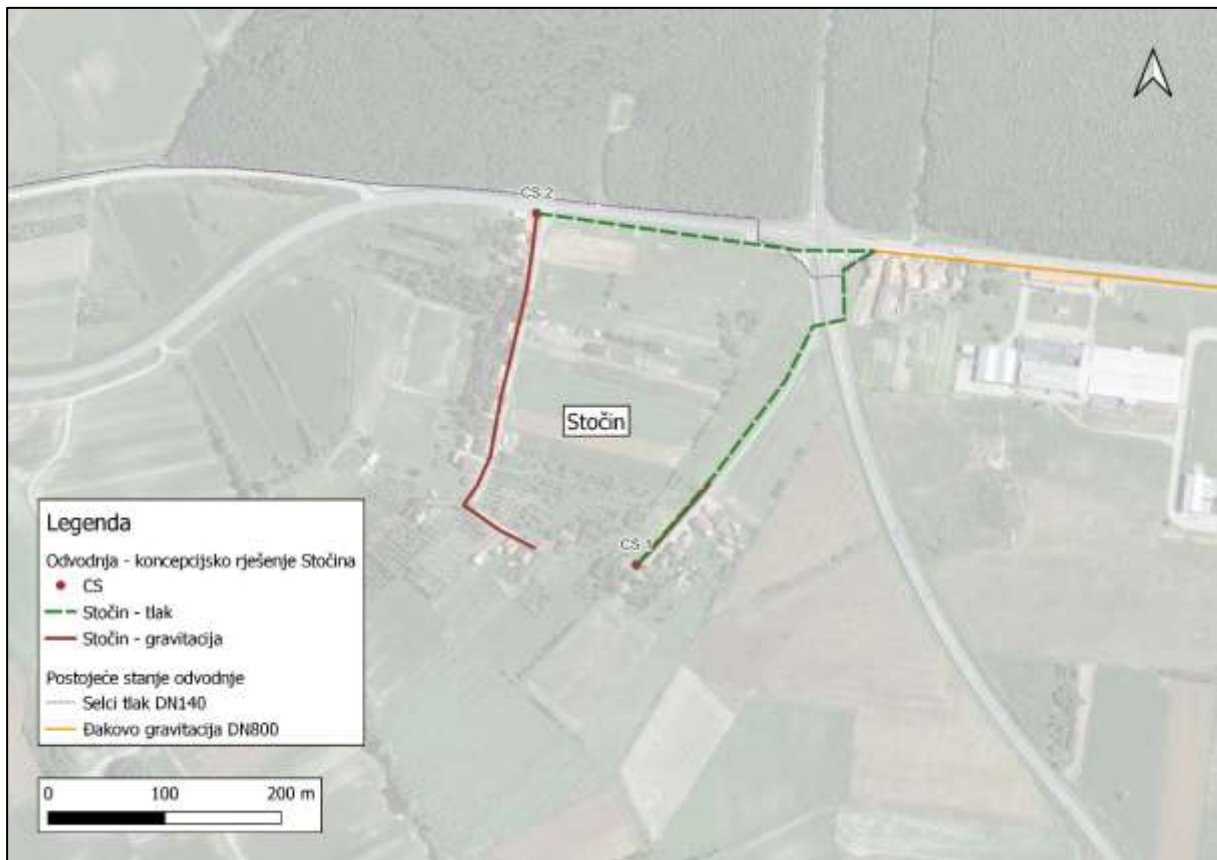 CS 2
Stočin
CS 1
Legenda
Odvodnja - koncepcijsko rješenje Stočina
CS
Stočin - tlak
Stočin - gravitacija
Postojeće stanje odvodnje
Selci tlak DN140
Đakovo gravitacija DN800
0 100 200 m